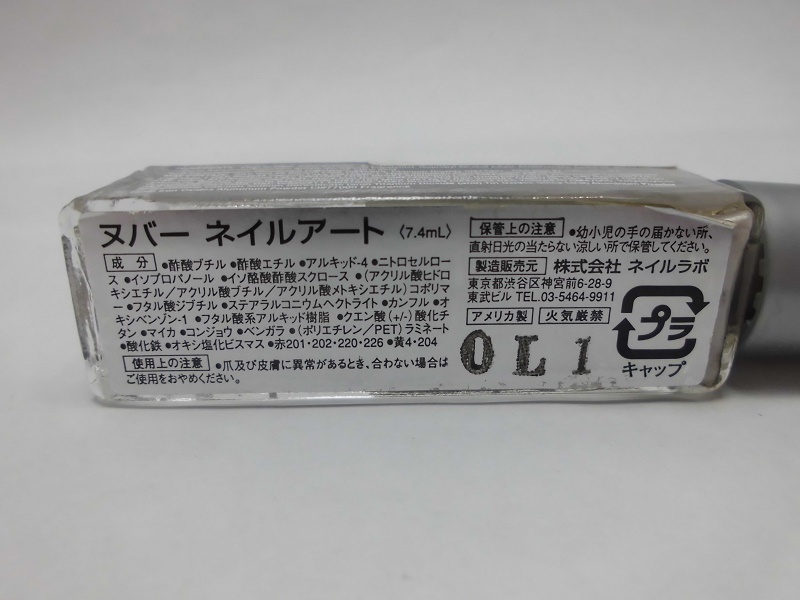 ヌバー ネイルアート 〈7.4mL〉
成分 •酢酸ブチル •酢酸エチル •アルキッド-4 •ニトロセルロー
ス •イソプロパノール •イソ酪酸酢酸スクロース •(アクリル酸ヒドロ
キシエチル/アクリル酸ブチル/アクリル酸メトキシエチル)コポリマ
ー •フタル酸ジブチル •ステアラルコニウムヘクトライト •カンフル •オ
キシベンゾン-1 •フタル酸系アルキッド樹脂 •クエン酸 (+/-) 酸化チ
タン •マイカ •コンジョウ •ベンガラ •(ポリエチレン/PET)ラミネート
•酸化鉄 •オキシ塩化ビスマス •赤201・202・220・226 •黄4・204
使用上の注意 •爪及び皮膚に異常があるとき、合わない場合は
ご使用をおやめください。
保管上の注意 •幼小児の手の届かない所、
直射日光の当たらない涼しい所で保管してください。
製造販売元 株式会社 ネイルラボ
東京都渋谷区神宮前6-28-9
東武ビル TEL.03-5464-9911
アメリカ製 火気厳禁
OL1
プラ
キャップ